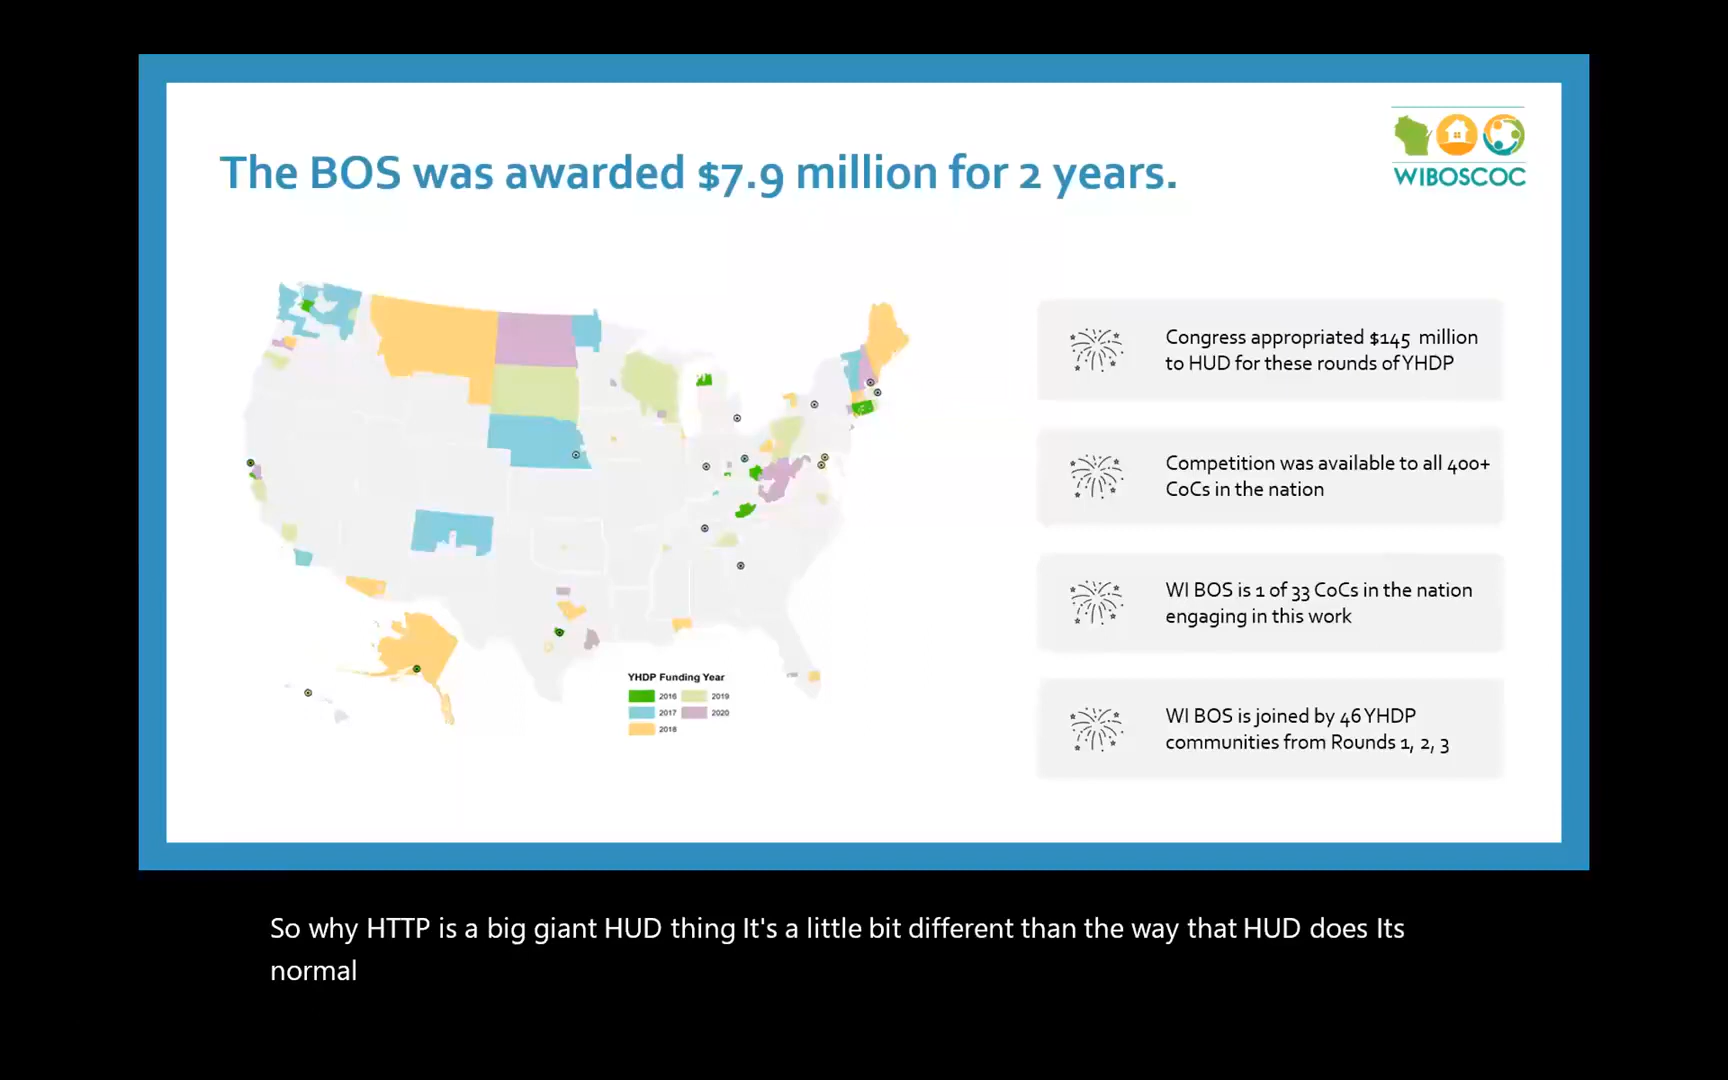 The BOS was awarded $7.9 million for 2 years.
WIBOSCOC
Congress appropriated $145 million
to HUD for these rounds of YHDP
Competition was available to all 400+
CoCs in the nation
WI BOS is 1 of 33 CoCs in the nation
engaging in this work
WI BOS is joined by 46 YHDP
communities from Rounds 1, 2, 3
YHDP Funding Year
2016 2019
2017 2020
2018
So why HTTP is a big giant HUD thing It's a little bit different than the way that HUD does Its
normal